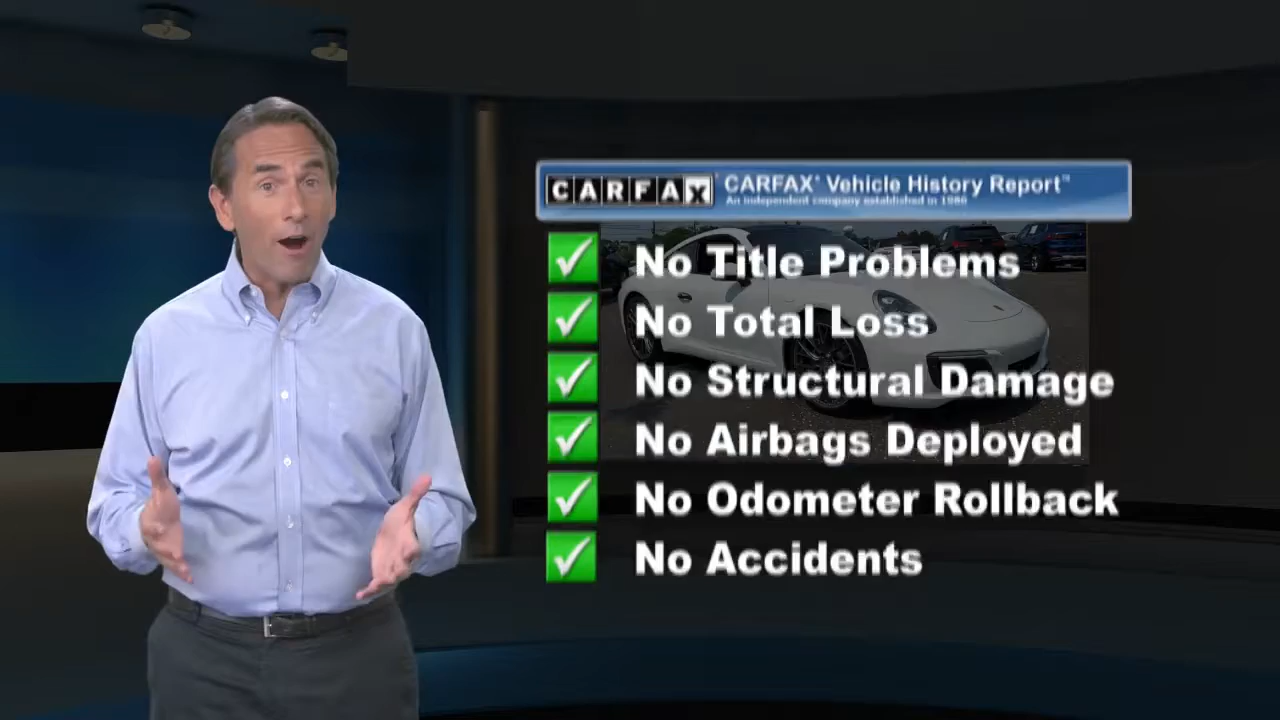 CARFAX
CARFAX® Vehicle History Report™
An independent company established in 1986
No Title Problems
No Total Loss
No Structural Damage
No Airbags Deployed
No Odometer Rollback
No Accidents